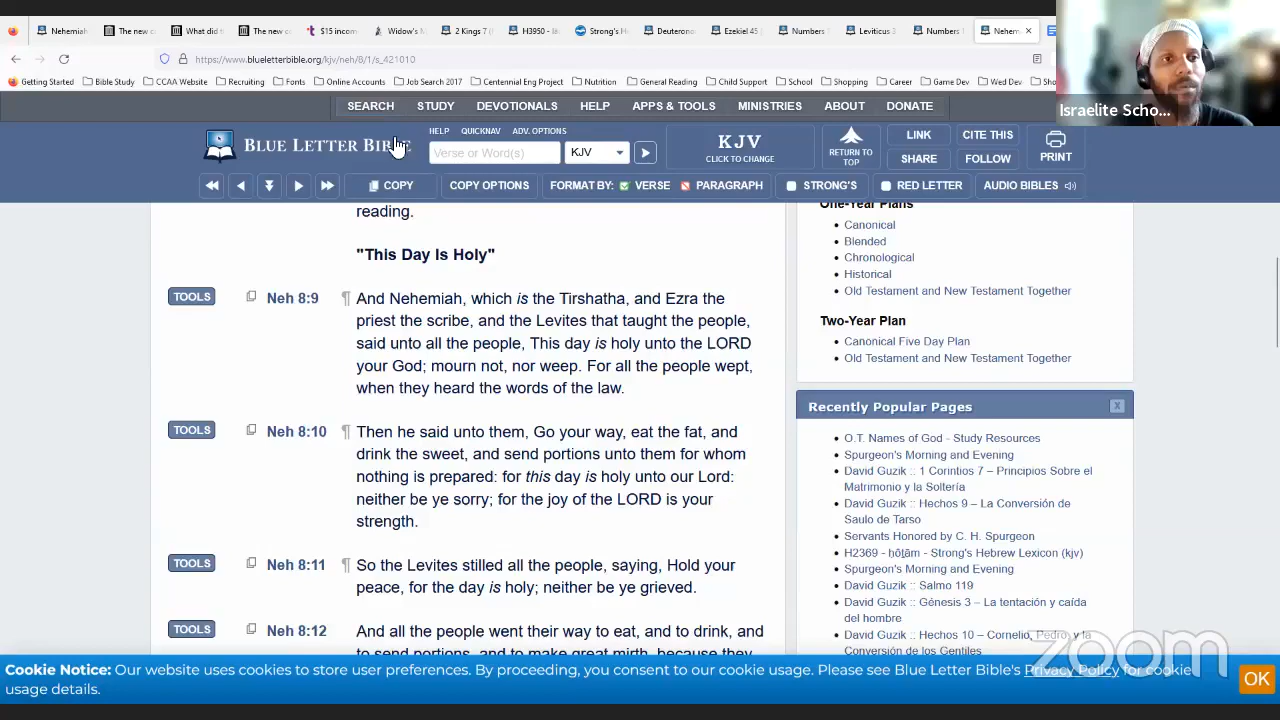 Nehemiah
The new c
What did t
The new c
$15 incom
Widow's M
2 Kings 7 (
H3950 - l
Strong's H
Deuterono
Ezekiel 45
Numbers 1
Leviticus 3
Numbers 1
Nehem ×
https://www.blueletterbible.org/kjv/neh/8/1/s_421010
Getting Started Bible Study CCAA Website Recruiting Fonts Online Accounts Job Search 2017 Centennial Eng Project Nutrition General Reading Child Support School Shopping Career Game Dev Wed Dev
Israelite Scho...
SEARCH STUDY DEVOTIONALS HELP APPS & TOOLS MINISTRIES ABOUT DONATE
BLUE LETTER BIBLE
HELP QUICKNAV ADV. OPTIONS
Verse or Word(s) KJV
KJV
CLICK TO CHANGE
RETURN TO
TOP
LINK CITE THIS
SHARE FOLLOW
PRINT
COPY COPY OPTIONS FORMAT BY: VERSE PARAGRAPH STRONG'S RED LETTER AUDIO BIBLES
reading.
"This Day Is Holy"
TOOLS Neh 8:9 ¶ And Nehemiah, which is the Tirshatha, and Ezra the
priest the scribe, and the Levites that taught the people,
said unto all the people, This day is holy unto the LORD
your God; mourn not, nor weep. For all the people wept,
when they heard the words of the law.
TOOLS Neh 8:10 ¶ Then he said unto them, Go your way, eat the fat, and
drink the sweet, and send portions unto them for whom
nothing is prepared: for this day is holy unto our Lord:
neither be ye sorry; for the joy of the LORD is your
strength.
TOOLS Neh 8:11 ¶ So the Levites stilled all the people, saying, Hold your
peace, for the day is holy; neither be ye grieved.
TOOLS Neh 8:12 And all the people went their way to eat, and to drink, and
to send portions, and to make great mirth, because they
One-Year Plans
Canonical
Blended
Chronological
Historical
Old Testament and New Testament Together
Two-Year Plan
Canonical Five Day Plan
Old Testament and New Testament Together
Recently Popular Pages x
O.T. Names of God - Study Resources
Spurgeon's Morning and Evening
David Guzik :: 1 Corintios 7 – Principios Sobre el
Matrimonio y la Soltería
David Guzik :: Hechos 9 – La Conversión de
Saulo de Tarso
Servants Honored by C. H. Spurgeon
H2369 - ḥôṯām - Strong's Hebrew Lexicon (kjv)
Spurgeon's Morning and Evening
David Guzik :: Salmo 119
David Guzik :: Génesis 3 – La tentación y caída
del hombre
David Guzik :: Hechos 10 – Cornelio, Pedro, y la
Conversión de los Gentiles
zoom
Cookie Notice: Our website uses cookies to store user preferences. By proceeding, you consent to our cookie usage. Please see Blue Letter Bible's Privacy Policy for cookie
usage details.
OK